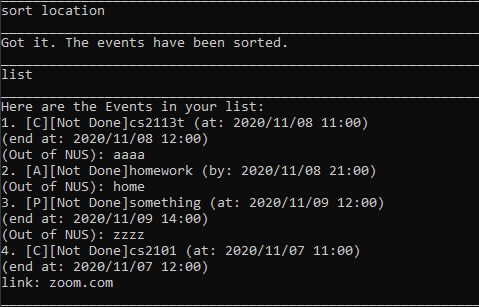 sort location
Got it. The events have been sorted.
list
Here are the Events in your list:
1. [C][Not Done]cs2113t (at: 2020/11/08 11:00)
(end at: 2020/11/08 12:00)
(Out of NUS): aaaa
2. [A][Not Done]homework (by: 2020/11/08 21:00)
(Out of NUS): home
3. [P][Not Done]something (at: 2020/11/09 12:00)
(end at: 2020/11/09 14:00)
(Out of NUS): zzzz
4. [C][Not Done]cs2101 (at: 2020/11/07 11:00)
(end at: 2020/11/07 12:00)
link: zoom.com